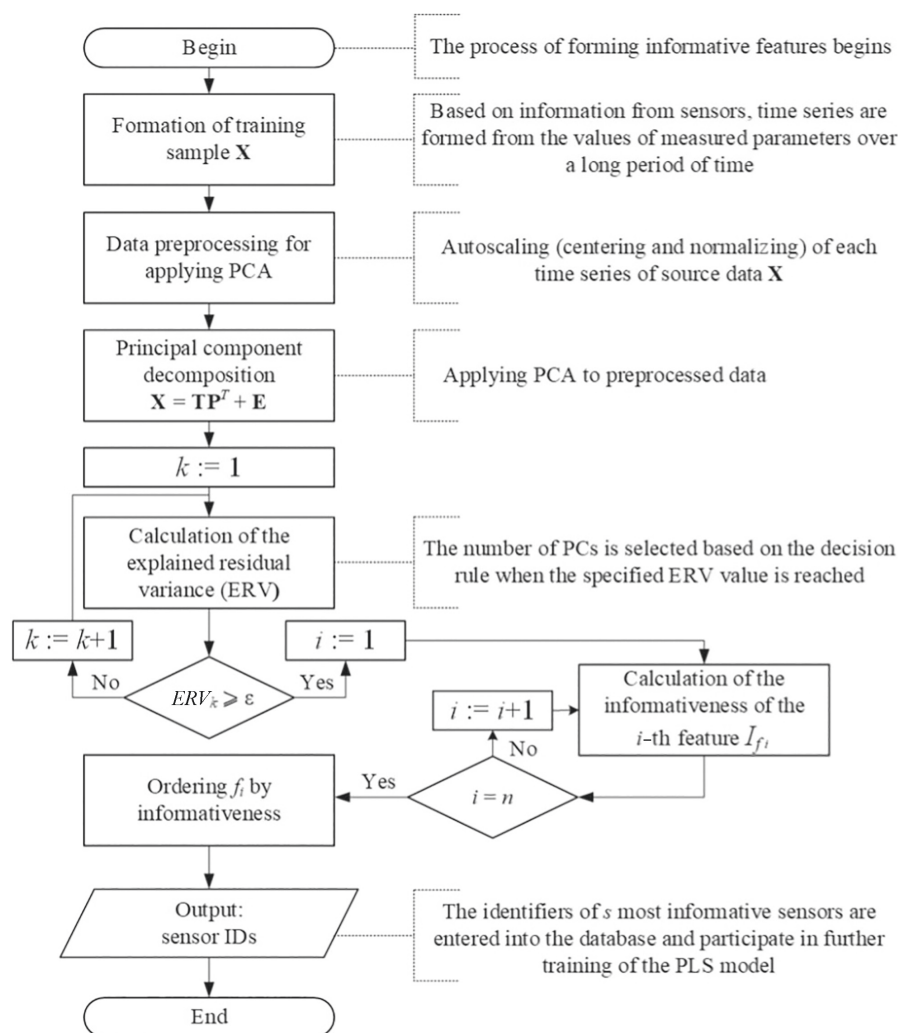 Begin
The process of forming informative features begins
Formation of training
sample X
Based on information from sensors, time series are
formed from the values of measured parameters over
a long period of time
Data preprocessing for
applying PCA
Autoscaling (centering and normalizing) of each
time series of source data X
Principal component
decomposition
X = TPᵀ + E
Applying PCA to preprocessed data
k := 1
Calculation of the
explained residual
variance (ERV)
The number of PCs is selected based on the decision
rule when the specified ERV value is reached
k := k+1
No
ERVₖ ⩾ ε
Yes
i := 1
Calculation of the
informativeness of the
i-th feature I_{f_i}
i := i+1
No
i = n
Yes
Ordering fᵢ by
informativeness
Output:
sensor IDs
The identifiers of s most informative sensors are
entered into the database and participate in further
training of the PLS model
End